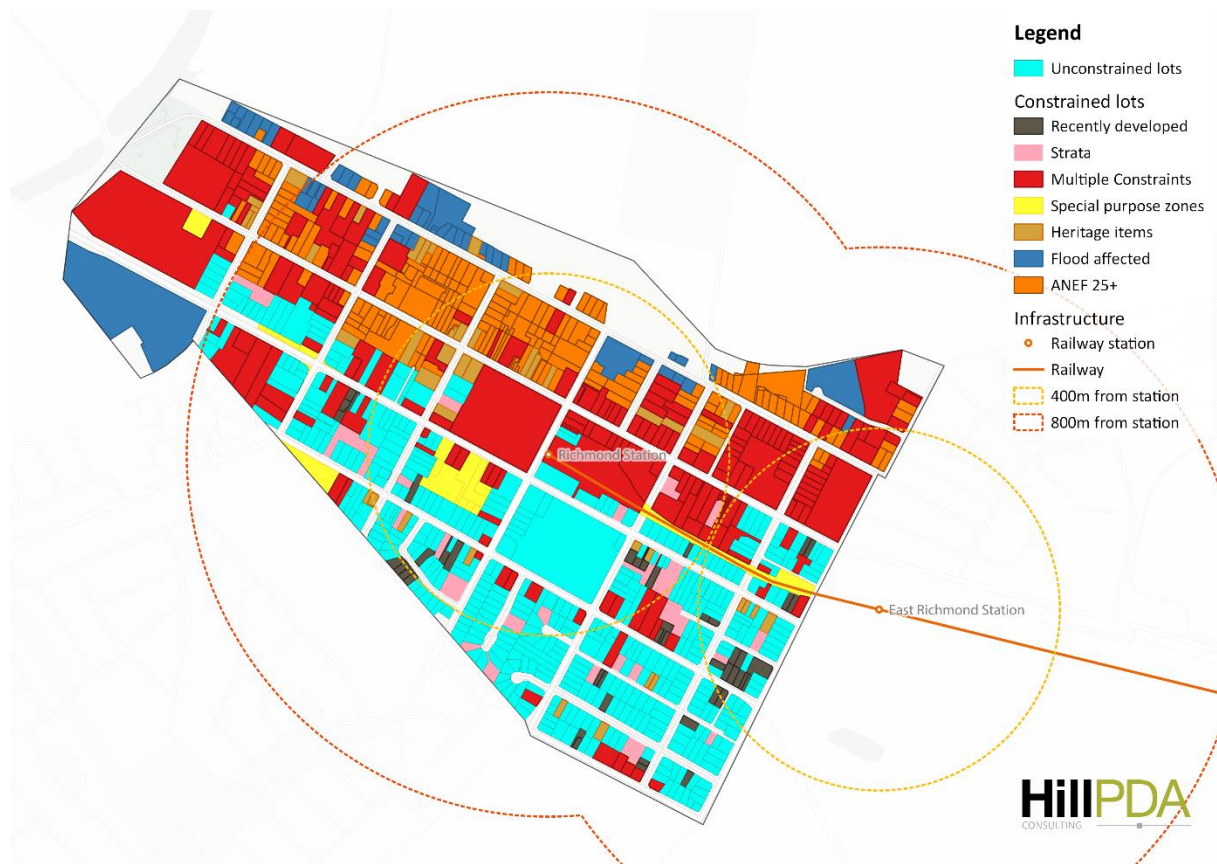 Legend
Unconstrained lots
Constrained lots
Recently developed
Strata
Multiple Constraints
Special purpose zones
Heritage items
Flood affected
ANEF 25+
Infrastructure
Railway station
Railway
400m from station
800m from station
Richmond Station
East Richmond Station
HillPDA
CONSULTING